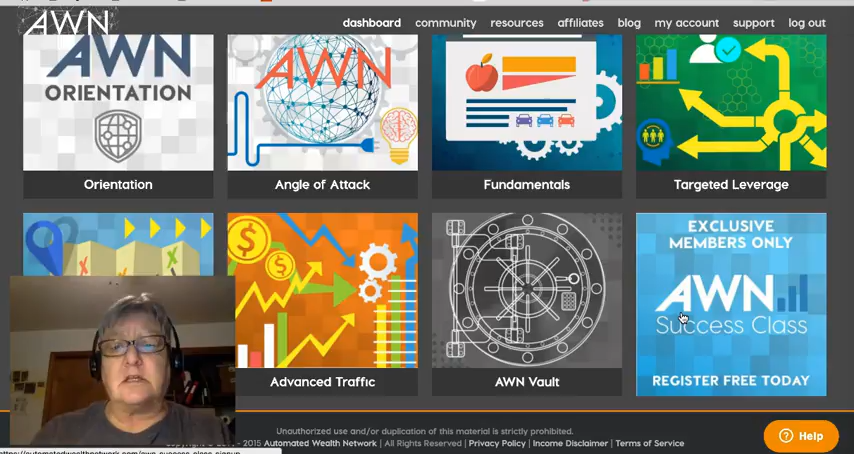 AWN
dashboard community resources affiliates blog my account support log out
AWN
ORIENTATION
AWN
Orientation
Angle of Attack
Fundamentals
Targeted Leverage
EXCLUSIVE
MEMBERS ONLY
AWN
Success Class
REGISTER FREE TODAY
Advanced Traffic
AWN Vault
Unauthorized use and/or duplication of this material is strictly prohibited.
2015 Automated Wealth Network | All Rights Reserved | Privacy Policy | Income Disclaimer | Terms of Service
Help